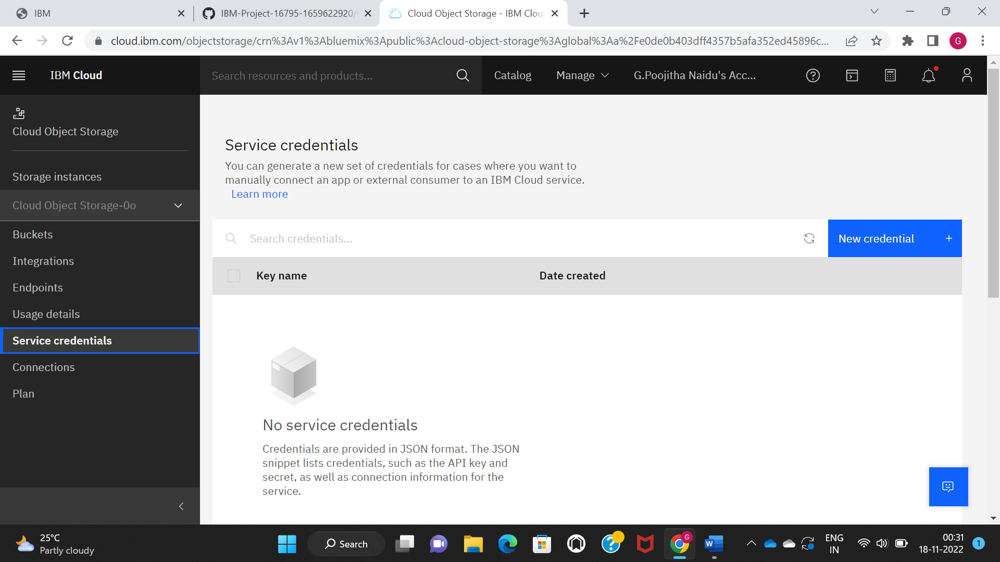 IBM
IBM-Project-16795-1659622920/
Cloud Object Storage - IBM Clou
cloud.ibm.com/objectstorage/crn%3Av1%3Abluemix%3Apublic%3Acloud-object-storage%3Aglobal%3Aa%2Fe0de0b403dff4357b5afa352ed45896c...
G
IBM Cloud
Search resources and products...
Catalog
Manage
G.Poojitha Naidu's Acc...
Cloud Object Storage
Storage instances
Cloud Object Storage-0o
Buckets
Integrations
Endpoints
Usage details
Service credentials
Connections
Plan
Service credentials
You can generate a new set of credentials for cases where you want to
manually connect an app or external consumer to an IBM Cloud service.
Learn more
Search credentials...
New credential +
Key name
Date created
No service credentials
Credentials are provided in JSON format. The JSON
snippet lists credentials, such as the API key and
secret, as well as connection information for the
service.
25°C
Partly cloudy
Search
G
W
ENG
IN
00:31
18-11-2022
1